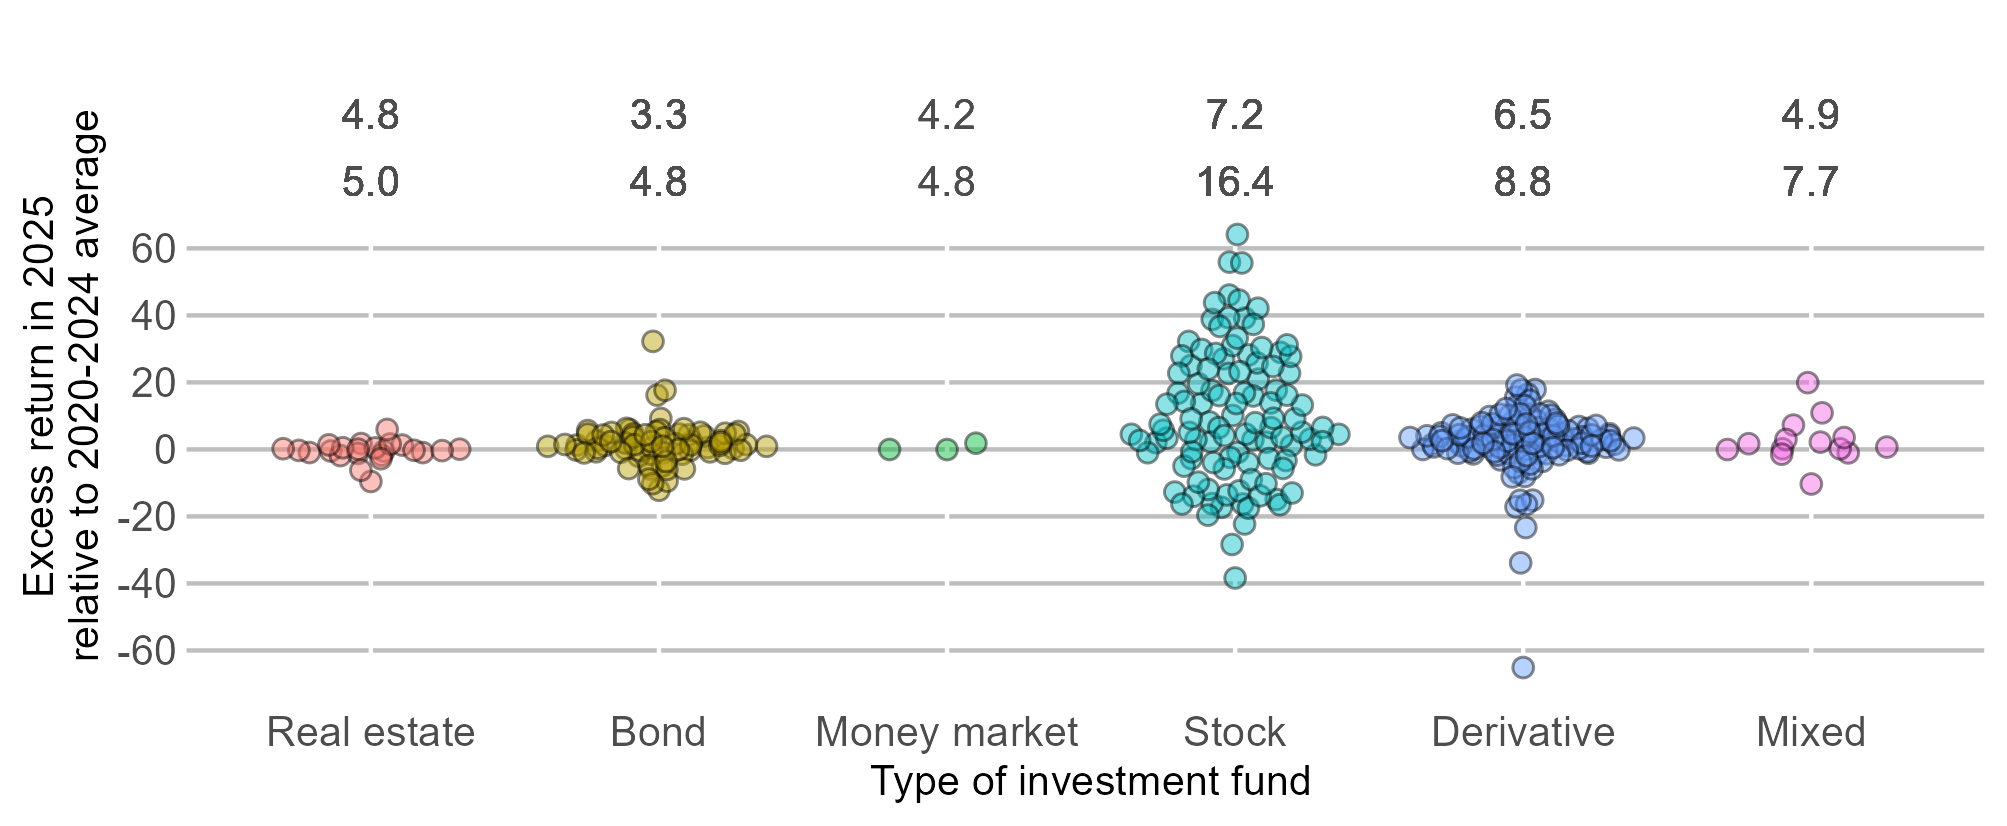 4.8 3.3 4.2 7.2 6.5 4.9
5.0 4.8 4.8 16.4 8.8 7.7
Excess return in 2025
relative to 2020-2024 average
60
40
20
0
-20
-40
-60
Real estate Bond Money market Stock Derivative Mixed
Type of investment fund